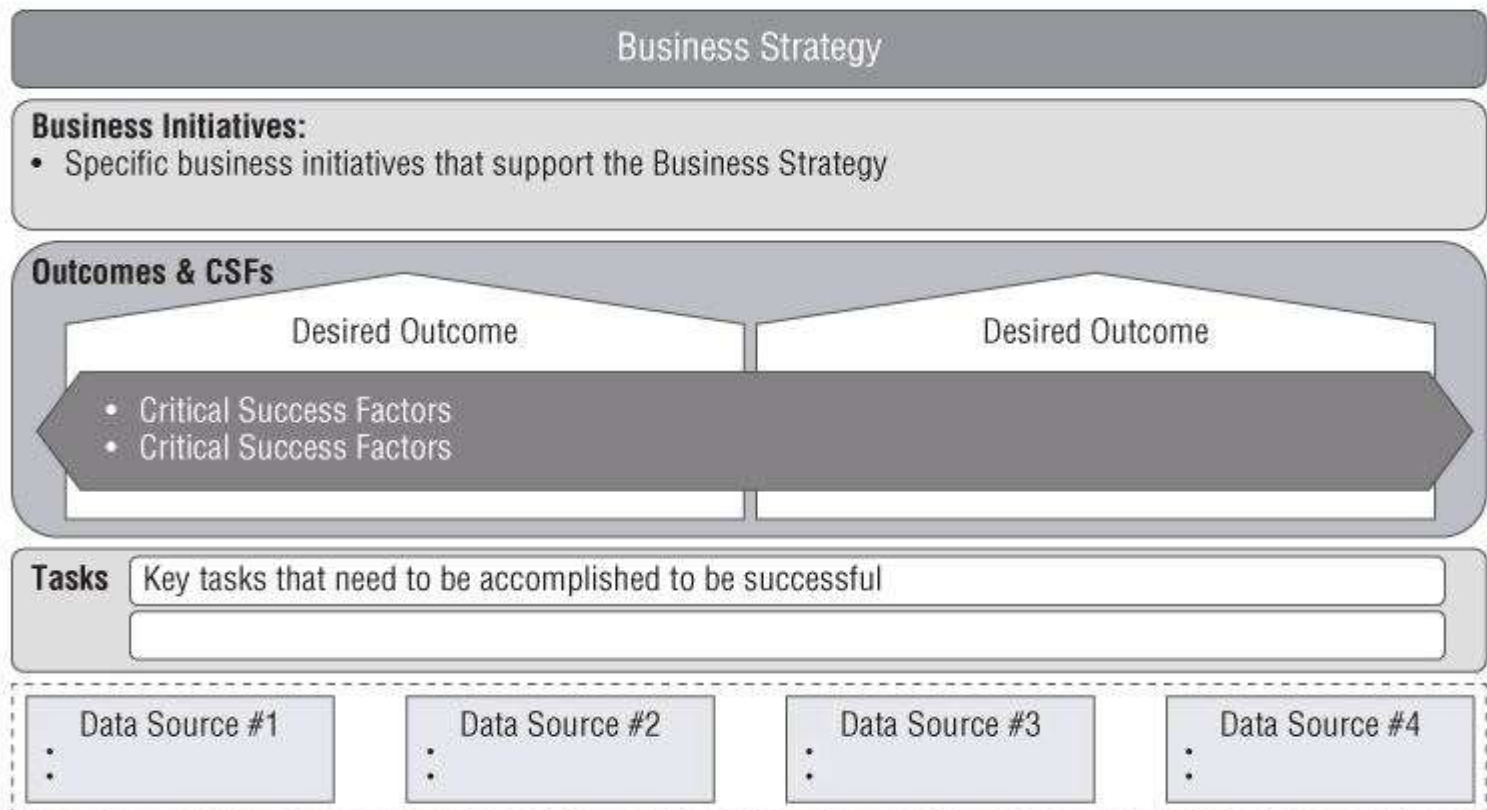 Business Strategy
Business Initiatives:
• Specific business initiatives that support the Business Strategy
Outcomes & CSFs
Desired Outcome
Desired Outcome
• Critical Success Factors
• Critical Success Factors
Tasks
Key tasks that need to be accomplished to be successful
Data Source #1
•
•
Data Source #2
•
•
Data Source #3
•
•
Data Source #4
•
•